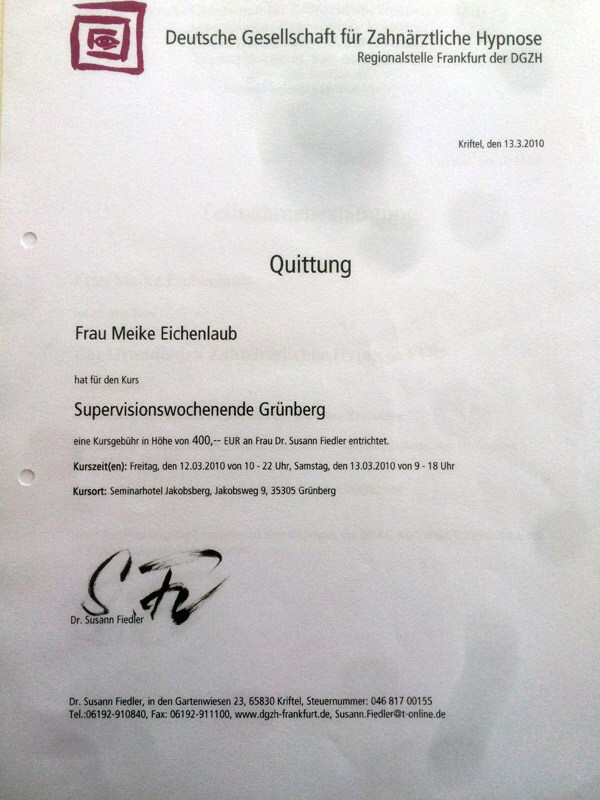 Deutsche Gesellschaft für Zahnärztliche Hypnose
Regionalstelle Frankfurt der DGZH
Kriftel, den 13.3.2010
Quittung
Frau Meike Eichenlaub
hat für den Kurs
Supervisionswochenende Grünberg
eine Kursgebühr in Höhe von 400,-- EUR an Frau Dr. Susann Fiedler entrichtet.
Kurszeit(en): Freitag, den 12.03.2010 von 10 - 22 Uhr, Samstag, den 13.03.2010 von 9 - 18 Uhr
Kursort: Seminarhotel Jakobsberg, Jakobsweg 9, 35305 Grünberg
Dr. Susann Fiedler
Dr. Susann Fiedler, in den Gartenwiesen 23, 65830 Kriftel, Steuernummer: 046 817 00155
Tel.:06192-910840, Fax: 06192-911100, www.dgzh-frankfurt.de, Susann.Fiedler@t-online.de